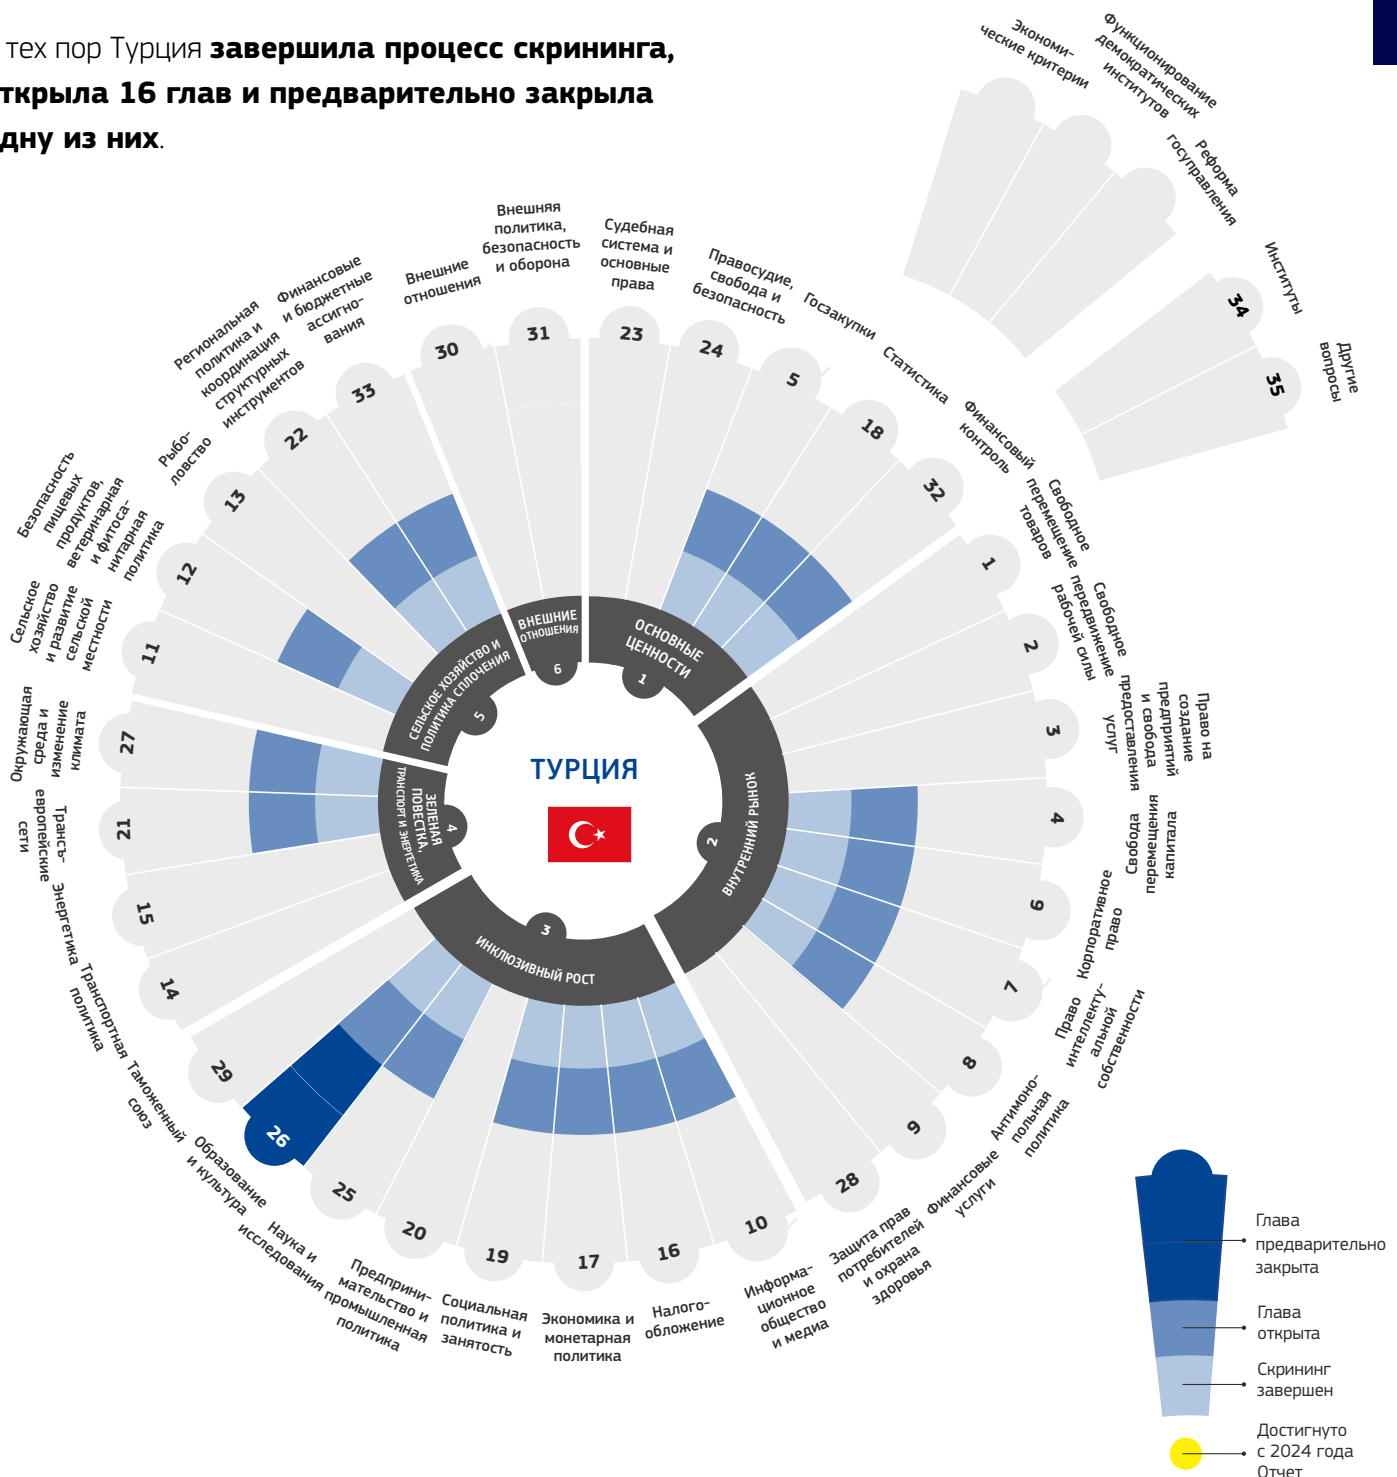 тех пор Турция завершила процесс скрининга,
ткрыла 16 глав и предварительно закрыла
дну из них.
Экономи-
ческие критерии
Функционирование
демократических
институтов
Реформа
госуправления
Институты
34
Другие
вопросы
35
Судебная
система и
основные
права
23
Правосудие,
свобода и
безопасность
24
Госзакупки
5
Статистика
18
Финансовый
контроль
32
Свободное
перемещение
товаров
1
Свободное
передвижение
рабочей силы
2
Право на
создание
предприятий
и свобода
предоставления
услуг
3
Свобода
перемещения
капитала
4
Корпоративное
право
6
Право
интеллекту-
альной
собственности
7
Антимоно-
польная
политика
8
Финансовые
услуги
9
Защита прав
потребителей
и охрана
здоровья
28
Информа-
ционное
общество
и медиа
10
Налого-
обложение
16
Экономика и
монетарная
политика
17
Социальная
политика и
занятость
19
Предприни-
мательство и
промышленная
политика
20
Наука и
исследования
25
Образование
и культура
26
Таможенный
союз
29
Транспортная
политика
14
Энергетика
15
Трансъ-
европейские
сети
21
Окружающая
среда и
изменение
климата
27
Сельское
хозяйство
и развитие
сельской
местности
11
Безопасность
пищевых
продуктов,
ветеринарная
и фитоса-
нитарная
политика
12
Рыбо-
ловство
13
Региональная
политика и
координация
структурных
инструментов
22
Финансовые
и бюджетные
ассигно-
вания
33
Внешние
отношения
30
Внешняя
политика,
безопасность
и оборона
31
ОСНОВНЫЕ
ЦЕННОСТИ
1
ВНУТРЕННИЙ РЫНОК
2
ИНКЛЮЗИВНЫЙ РОСТ
3
ЗЕЛЕНАЯ
ПОВЕСТКА,
ТРАНСПОРТ И ЭНЕРГЕТИКА
4
СЕЛЬСКОЕ ХОЗЯЙСТВО И
ПОЛИТИКА СПЛОЧЕНИЯ
5
ВНЕШНИЕ
ОТНОШЕНИЯ
6
ТУРЦИЯ
Глава
предварительно
закрыта
Глава
открыта
Скрининг
завершен
Достигнуто
с 2024 года
Отчет